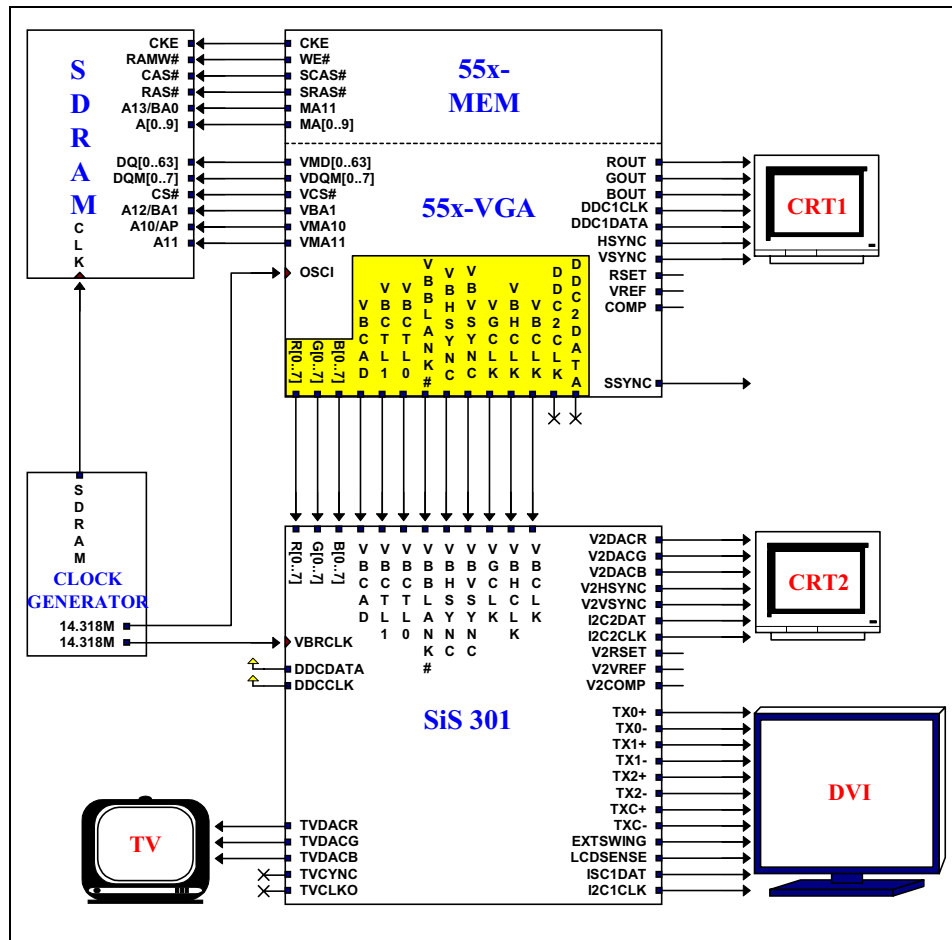 SDRAM
CKE
RAMW#
CAS#
RAS#
A13/BA0
A[0..9]
DQ[0..63]
DQM[0..7]
CS#
A12/BA1
A10/AP
A11
CLK
CKE
WE#
SCAS#
SRAS#
MA11
MA[0..9]
55x-
MEM
VMD[0..63]
VDQM[0..7]
VCS#
VBA1
VMA10
VMA11
OSCI
55x-VGA
ROUT
GOUT
BOUT
DDC1CLK
DDC1DATA
HSYNC
VSYNC
RSET
VREF
COMP
SSYNC
CRT1
R[0..7]
G[0..7]
B[0..7]
VBCAD
VBCTL1
VBCTL0
VBBLANK#
VBHSYNC
VBVSYNC
VGCLK
VBHCLK
VBCLK
DDC2CLK
DDC2DATA
SDRAM
CLOCK
GENERATOR
14.318M
14.318M
R[0..7]
G[0..7]
B[0..7]
VBCAD
VBCTL1
VBCTL0
VBBLANK#
VBHSYNC
VBVSYNC
VGCLK
VBHCLK
VBCLK
VBRCLK
DDCDATA
DDCCLK
SiS 301
V2DACR
V2DACG
V2DACB
V2HSYNC
V2VSYNC
I2C2DAT
I2C2CLK
V2RSET
V2VREF
V2COMP
CRT2
TX0+
TX0-
TX1+
TX1-
TX2+
TX2-
TXC+
TXC-
EXTSWING
LCDSENSE
ISC1DAT
I2C1CLK
DVI
TVDACR
TVDACG
TVDACB
TVCYNC
TVCLKO
TV